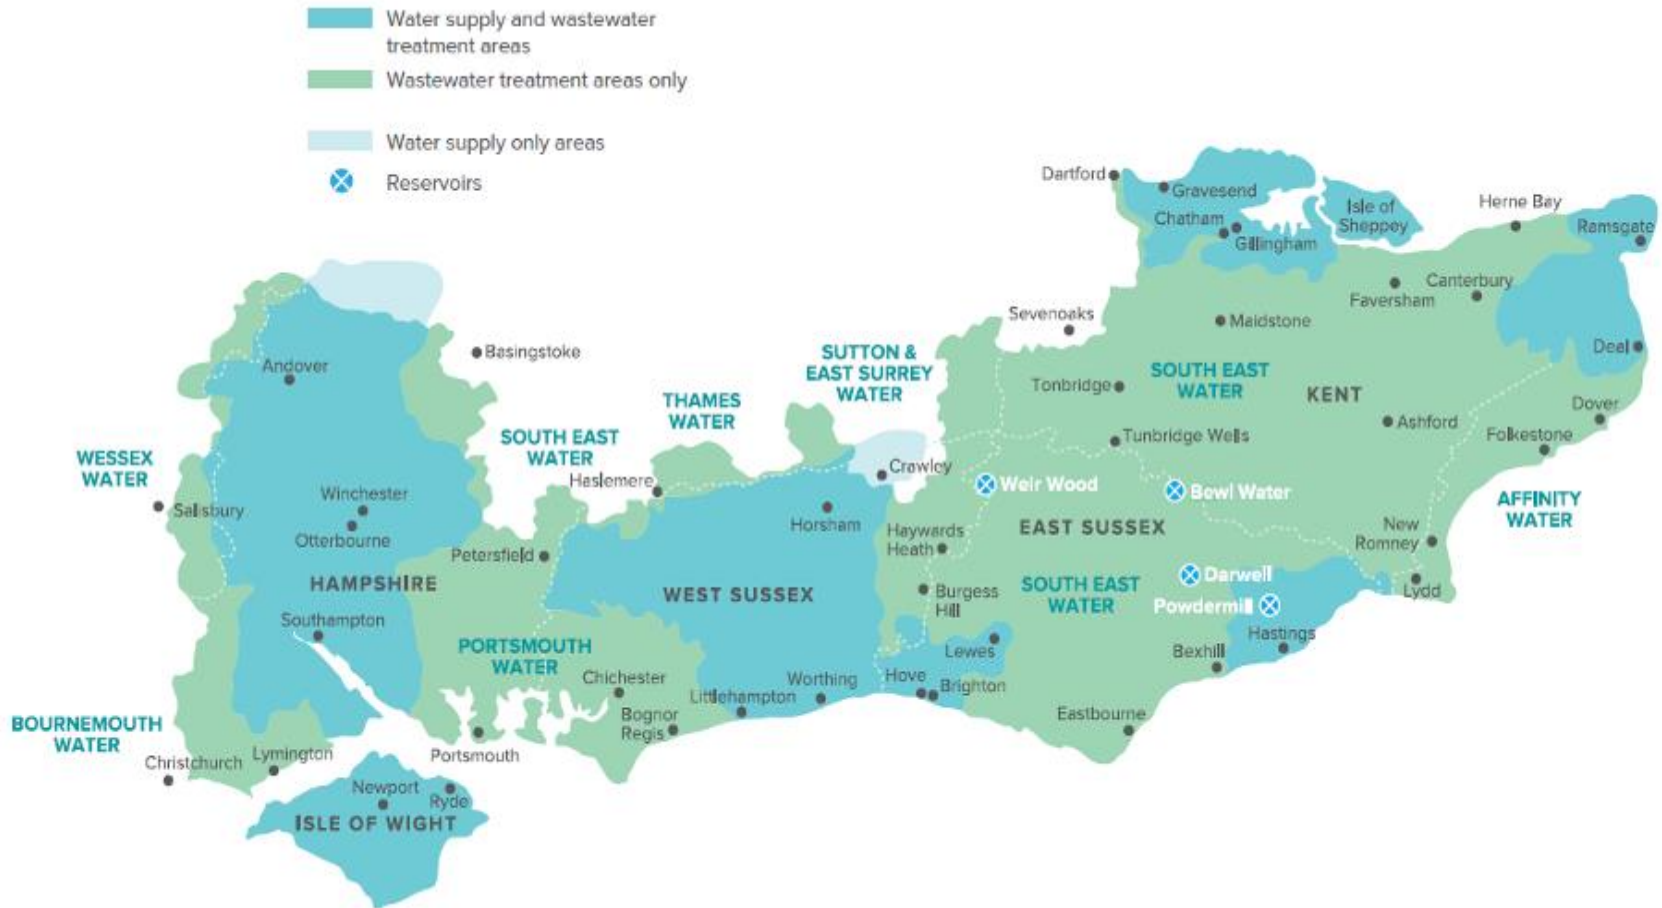 Water supply and wastewater
treatment areas
Wastewater treatment areas only
Water supply only areas
Reservoirs
Dartford
Gravesend
Chatham
Gillingham
Isle of
Sheppey
Herne Bay
Ramsgate
Faversham
Canterbury
Sevenoaks
Maidstone
Deal
Basingstoke
Andover
SUTTON &
EAST SURREY
WATER
Tonbridge
SOUTH EAST
WATER
KENT
THAMES
WATER
Dover
Ashford
Folkestone
Tunbridge Wells
SOUTH EAST
WATER
WESSEX
WATER
Haslemere
Crawley
Weir Wood
Bewl Water
AFFINITY
WATER
Salisbury
Winchester
Otterbourne
Horsham
Haywards
Heath
EAST SUSSEX
New
Romney
Petersfield
HAMPSHIRE
WEST SUSSEX
Burgess
Hill
SOUTH EAST
WATER
Darwell
Powdermill
Lydd
Southampton
PORTSMOUTH
WATER
Lewes
Hastings
Bexhill
Chichester
Worthing
Hove
Brighton
Littlehampton
Bognor
Regis
Eastbourne
BOURNEMOUTH
WATER
Christchurch
Lymington
Portsmouth
Newport
Ryde
ISLE OF WIGHT